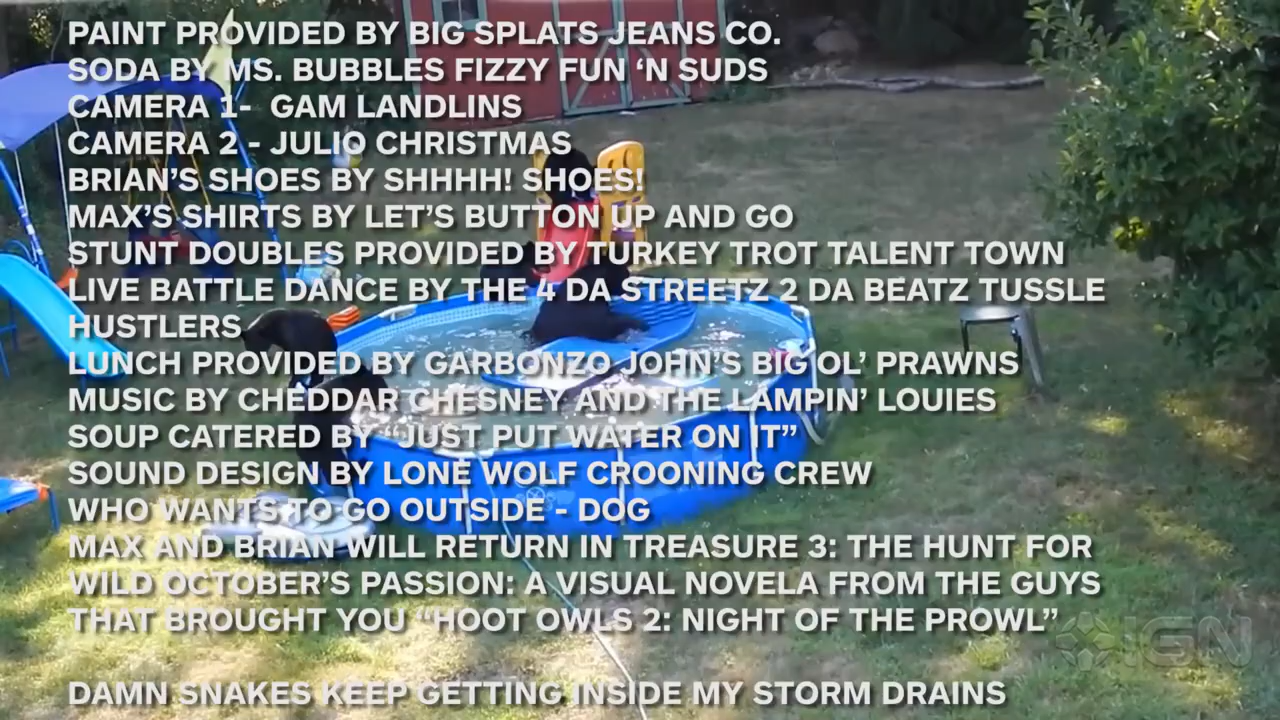 PAINT PROVIDED BY BIG SPLATS JEANS CO.
SODA BY MS. BUBBLES FIZZY FUN ‘N SUDS
CAMERA 1- GAM LANDLINS
CAMERA 2 - JULIO CHRISTMAS
BRIAN’S SHOES BY SHHHH! SHOES!
MAX’S SHIRTS BY LET’S BUTTON UP AND GO
STUNT DOUBLES PROVIDED BY TURKEY TROT TALENT TOWN
LIVE BATTLE DANCE BY THE 4 DA STREETZ 2 DA BEATZ TUSSLE
HUSTLERS
LUNCH PROVIDED BY GARBONZO JOHN’S BIG OL’ PRAWNS
MUSIC BY CHEDDAR CHESNEY AND THE LAMPIN’ LOUIES
SOUP CATERED BY “JUST PUT WATER ON IT”
SOUND DESIGN BY LONE WOLF CROONING CREW
WHO WANTS TO GO OUTSIDE - DOG
MAX AND BRIAN WILL RETURN IN TREASURE 3: THE HUNT FOR
WILD OCTOBER’S PASSION: A VISUAL NOVELA FROM THE GUYS
THAT BROUGHT YOU “HOOT OWLS 2: NIGHT OF THE PROWL”
IGN
DAMN SNAKES KEEP GETTING INSIDE MY STORM DRAINS